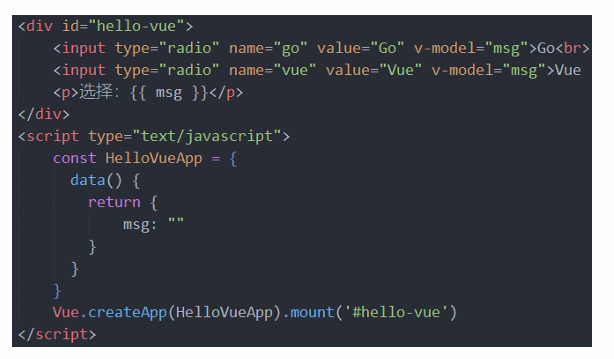 <div id="hello-vue">
    <input type="radio" name="go" value="Go" v-model="msg">Go<br>
    <input type="radio" name="vue" value="Vue" v-model="msg">Vue
    <p>选择: {{ msg }}</p>
</div>
<script type="text/javascript">
    const HelloVueApp = {
      data() {
        return {
            msg: ""
        }
      }
    }
    Vue.createApp(HelloVueApp).mount('#hello-vue')
</script>